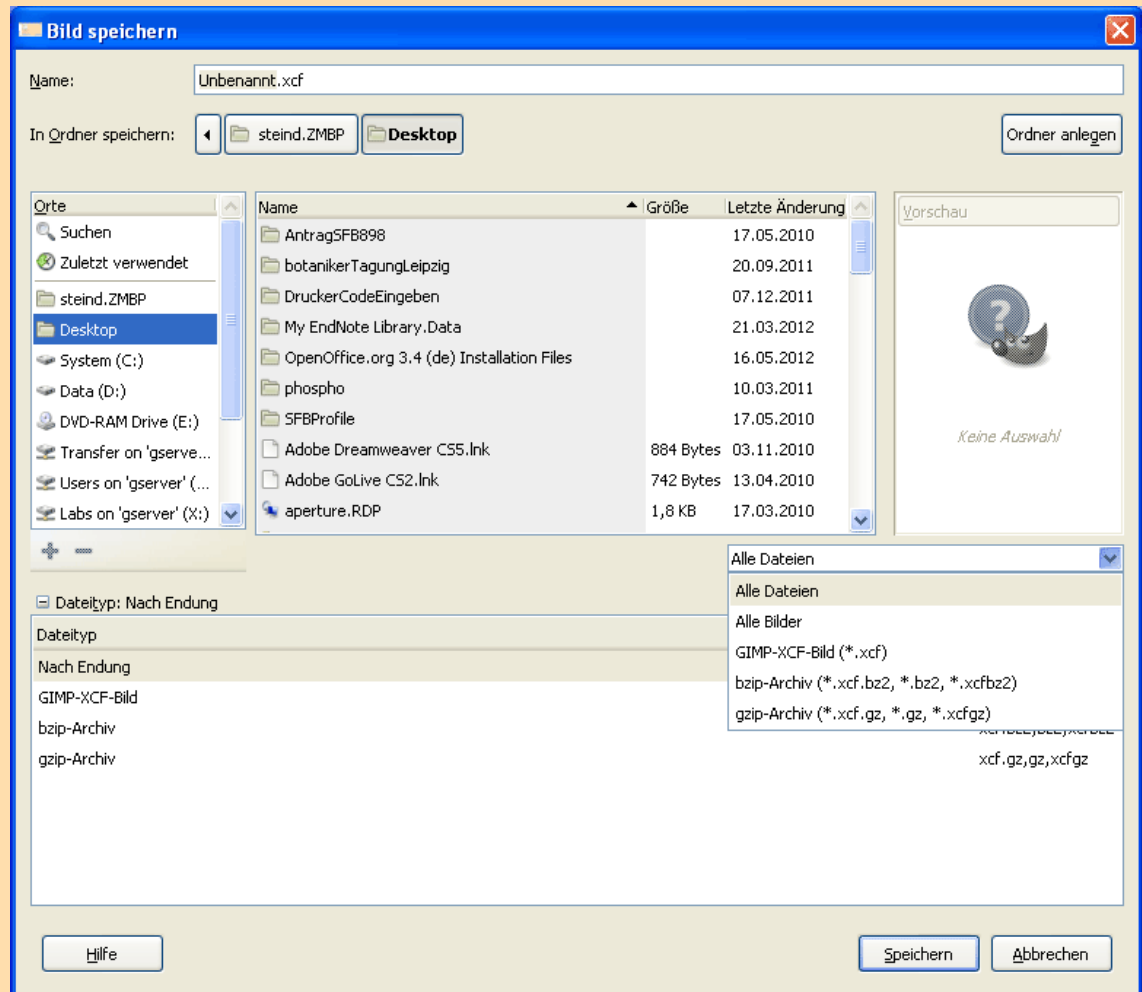 Bild speichern
Name: Unbenannt.xcf
In Ordner speichern: steind.ZMBP Desktop Ordner anlegen
Orte
Suchen
Zuletzt verwendet
steind.ZMBP
Desktop
System (C:)
Data (D:)
DVD-RAM Drive (E:)
Transfer on 'gserve...
Users on 'gserver' (...
Labs on 'gserver' (X:)
Name Größe Letzte Änderung
AntragSFB898 17.05.2010
botanikerTagungLeipzig 20.09.2011
DruckerCodeEingeben 07.12.2011
My EndNote Library.Data 21.03.2012
OpenOffice.org 3.4 (de) Installation Files 16.05.2012
phospho 10.03.2011
SFBProfile 17.05.2010
Adobe Dreamweaver CS5.lnk 884 Bytes 03.11.2010
Adobe GoLive CS2.lnk 742 Bytes 13.04.2010
aperture.RDP 1,8 KB 17.03.2010
Vorschau
Keine Auswahl
Alle Dateien
Alle Dateien
Alle Bilder
GIMP-XCF-Bild (*.xcf)
bzip-Archiv (*.xcf.bz2, *.bz2, *.xcfbz2)
gzip-Archiv (*.xcf.gz, *.gz, *.xcfgz)
Dateityp: Nach Endung
Dateityp
Nach Endung
GIMP-XCF-Bild
bzip-Archiv
gzip-Archiv xcf.gz,gz,xcfgz
Hilfe Speichern Abbrechen